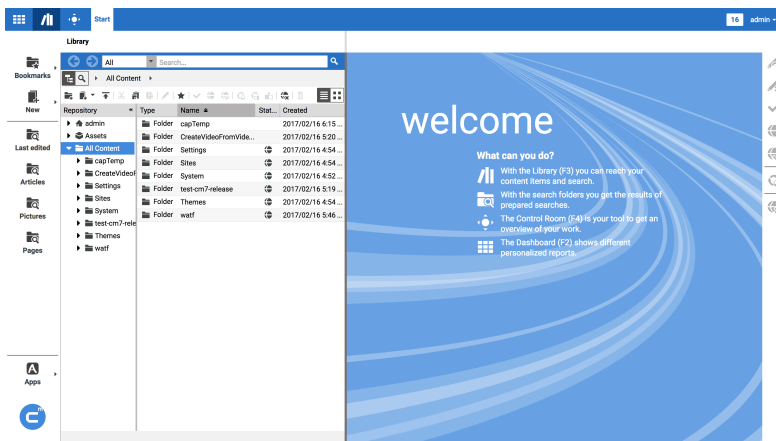 Start
16 admin
Library
All Search...
All Content
Bookmarks
New
Last edited
Articles
Pictures
Pages
Apps
Repository
admin
Assets
All Content
capTemp
CreateVideoF
Settings
Sites
System
test-cm7-rele
Themes
watf
Type Name Stat... Created
Folder capTemp 2017/02/16 6:15 ...
Folder CreateVideoFromVide... 2017/02/16 5:20 ...
Folder Settings 2017/02/16 4:54 ...
Folder Sites 2017/02/16 4:54 ...
Folder System 2017/02/16 4:52 ...
Folder test-cm7-release 2017/02/16 5:19 ...
Folder Themes 2017/02/16 4:54 ...
Folder watf 2017/02/16 5:46 ...
welcome
What can you do?
With the Library (F3) you can reach your
content items and search.
With the search folders you get the results of
prepared searches.
The Control Room (F4) is your tool to get an
overview of your work.
The Dashboard (F2) shows different
personalized reports.